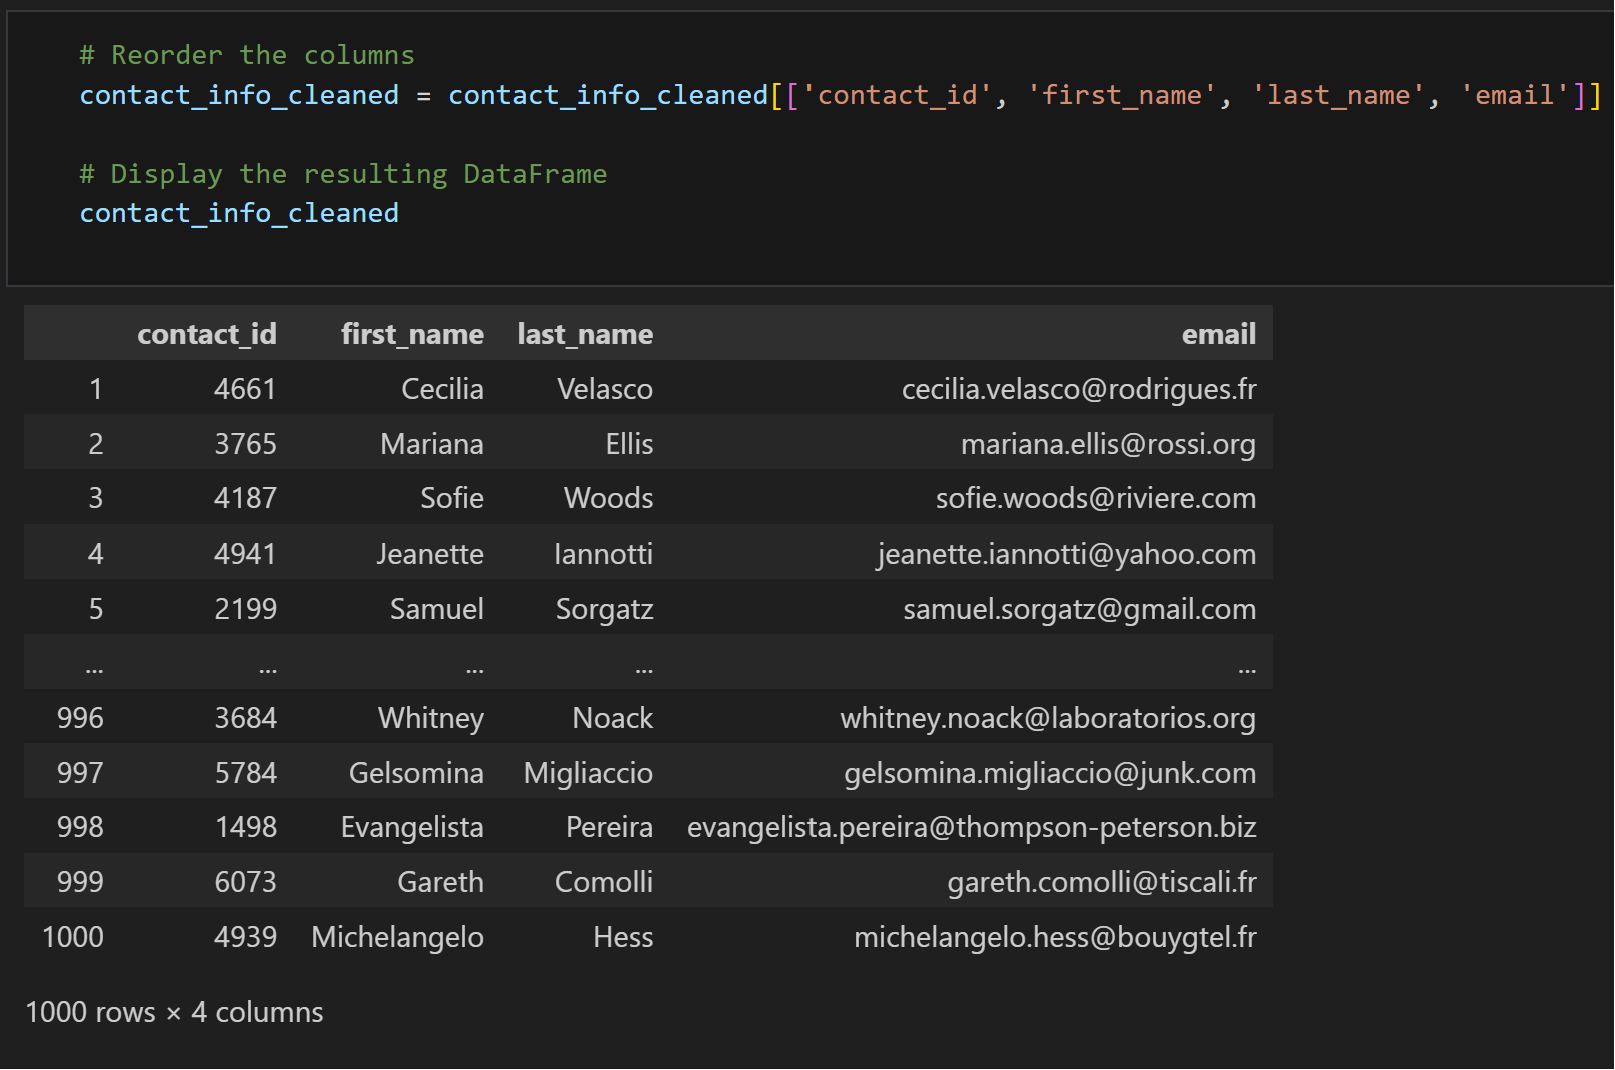 # Reorder the columns
contact_info_cleaned = contact_info_cleaned[['contact_id', 'first_name', 'last_name', 'email']]
# Display the resulting DataFrame
contact_info_cleaned
contact_id first_name last_name email
1 4661 Cecilia Velasco cecilia.velasco@rodrigues.fr
2 3765 Mariana Ellis mariana.ellis@rossi.org
3 4187 Sofie Woods sofie.woods@riviere.com
4 4941 Jeanette Iannotti jeanette.iannotti@yahoo.com
5 2199 Samuel Sorgatz samuel.sorgatz@gmail.com
... ... ... ... ...
996 3684 Whitney Noack whitney.noack@laboratorios.org
997 5784 Gelsomina Migliaccio gelsomina.migliaccio@junk.com
998 1498 Evangelista Pereira evangelista.pereira@thompson-peterson.biz
999 6073 Gareth Comolli gareth.comolli@tiscali.fr
1000 4939 Michelangelo Hess michelangelo.hess@bouygtel.fr
1000 rows × 4 columns